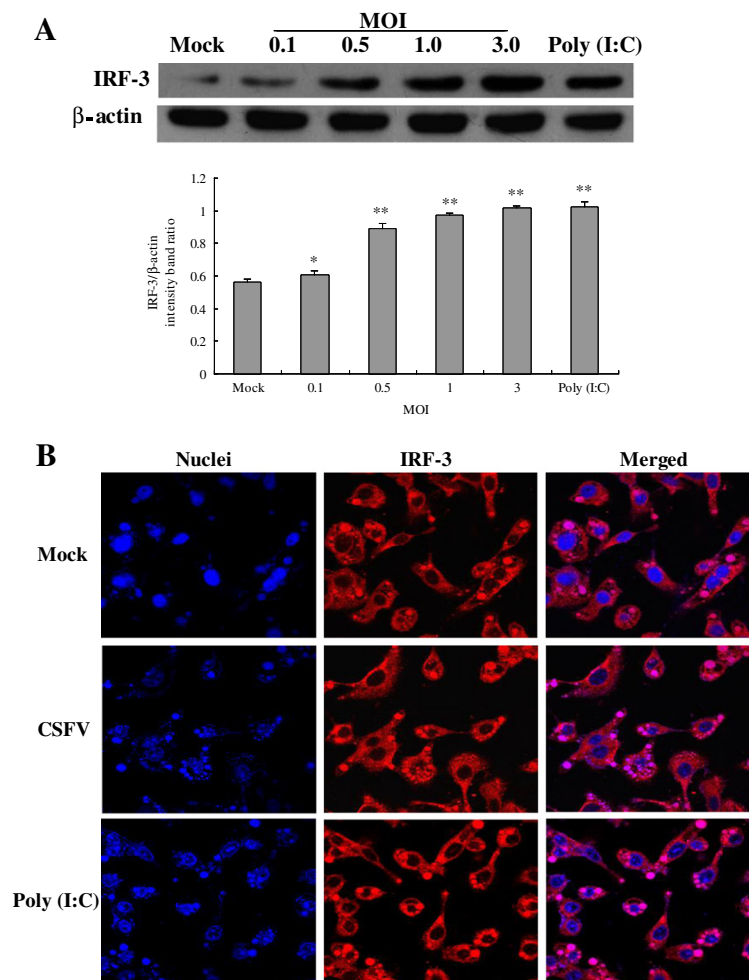 A
MOI
Mock 0.1 0.5 1.0 3.0 Poly (I:C)
IRF-3
β-actin
1.2
1
0.8
0.6
0.4
0.2
0
IRF-3/β-actin
intensity band ratio
*
**
**
**
**
Mock 0.1 0.5 1 3 Poly (I:C)
MOI
B
Nuclei IRF-3 Merged
Mock
CSFV
Poly (I:C)